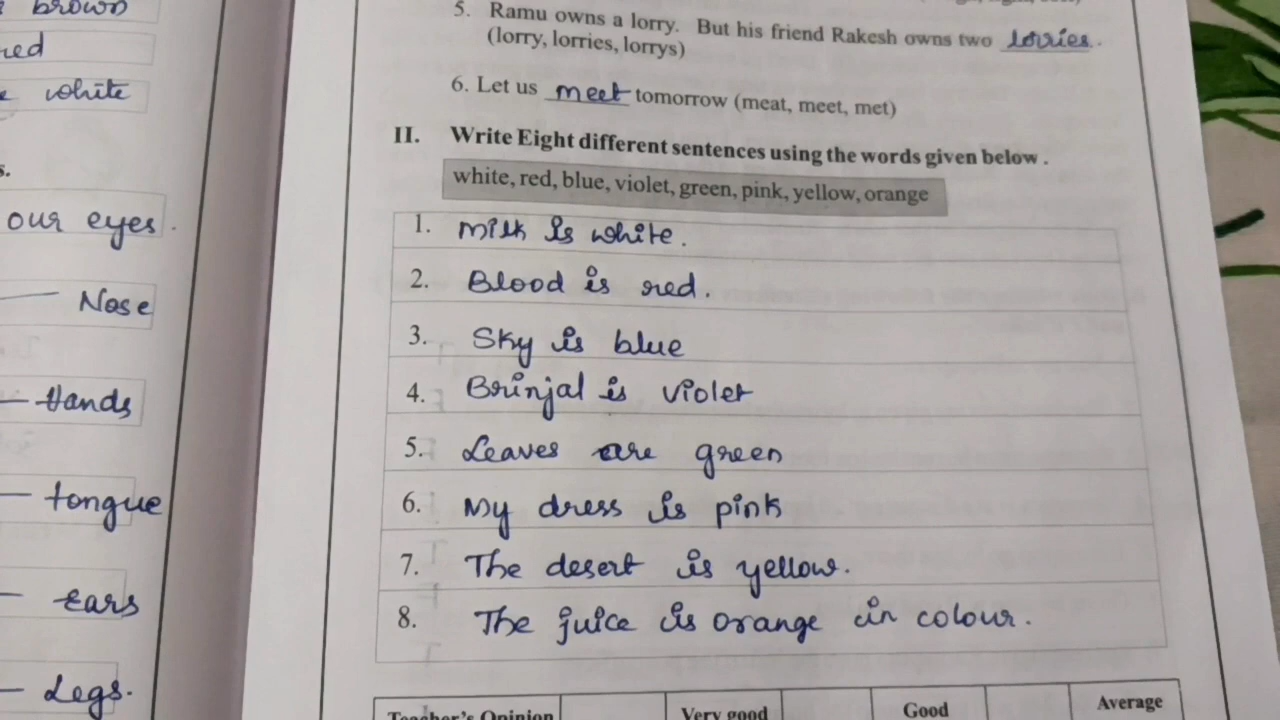 brown
red
white
s.
our eyes.
Nose
Hands
tongue
Ears
Legs.
5. Ramu owns a lorry. But his friend Rakesh owns two lorries.
(lorry, lorries, lorrys)
6. Let us meet tomorrow (meat, meet, met)
II. Write Eight different sentences using the words given below.
white, red, blue, violet, green, pink, yellow, orange
1. Milk is white.
2. Blood is red.
3. Sky is blue
4. Brinjal is violet
5. Leaves are green
6. My dress is pink
7. The desert is yellow.
8. The juice is orange in colour.
Teacher's Opinion Very good Good Average